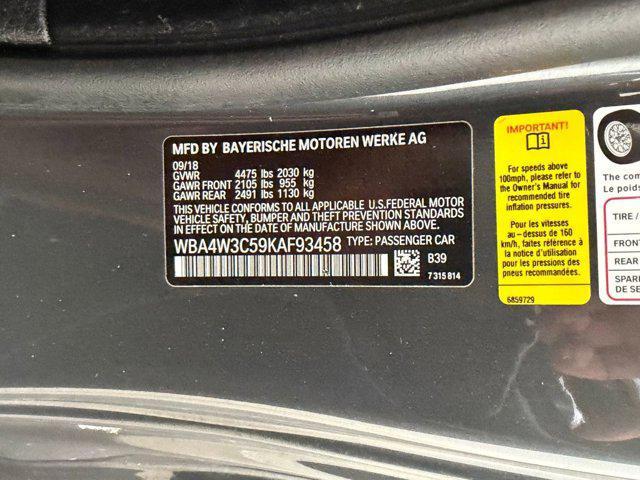 MFD BY BAYERISCHE MOTOREN WERKE AG
09/18
GVWR 4475 lbs 2030 kg
GAWR FRONT 2105 lbs 955 kg
GAWR REAR 2491 lbs 1130 kg
THIS VEHICLE CONFORMS TO ALL APPLICABLE U.S.FEDERAL MOTOR
VEHICLE SAFETY, BUMPER AND THEFT PREVENTION STANDARDS IN
EFFECT ON THE DATE OF MANUFACTURE SHOWN ABOVE.
WBA4W3C59KAF93458 TYPE: PASSENGER CAR
B39
7315814
IMPORTANT!
For speeds above
100mph, please refer to
the Owner's Manual for
recommended tire
inflation pressures.
Pour les vitesses
au - dessus de 160
km/h, faites référence à
la notice d'utilisation
pour les pressions des
pneus recommendées
6859729
The com
Le poids
TIRE /
FRONT
REAR
SPARE
DE SE